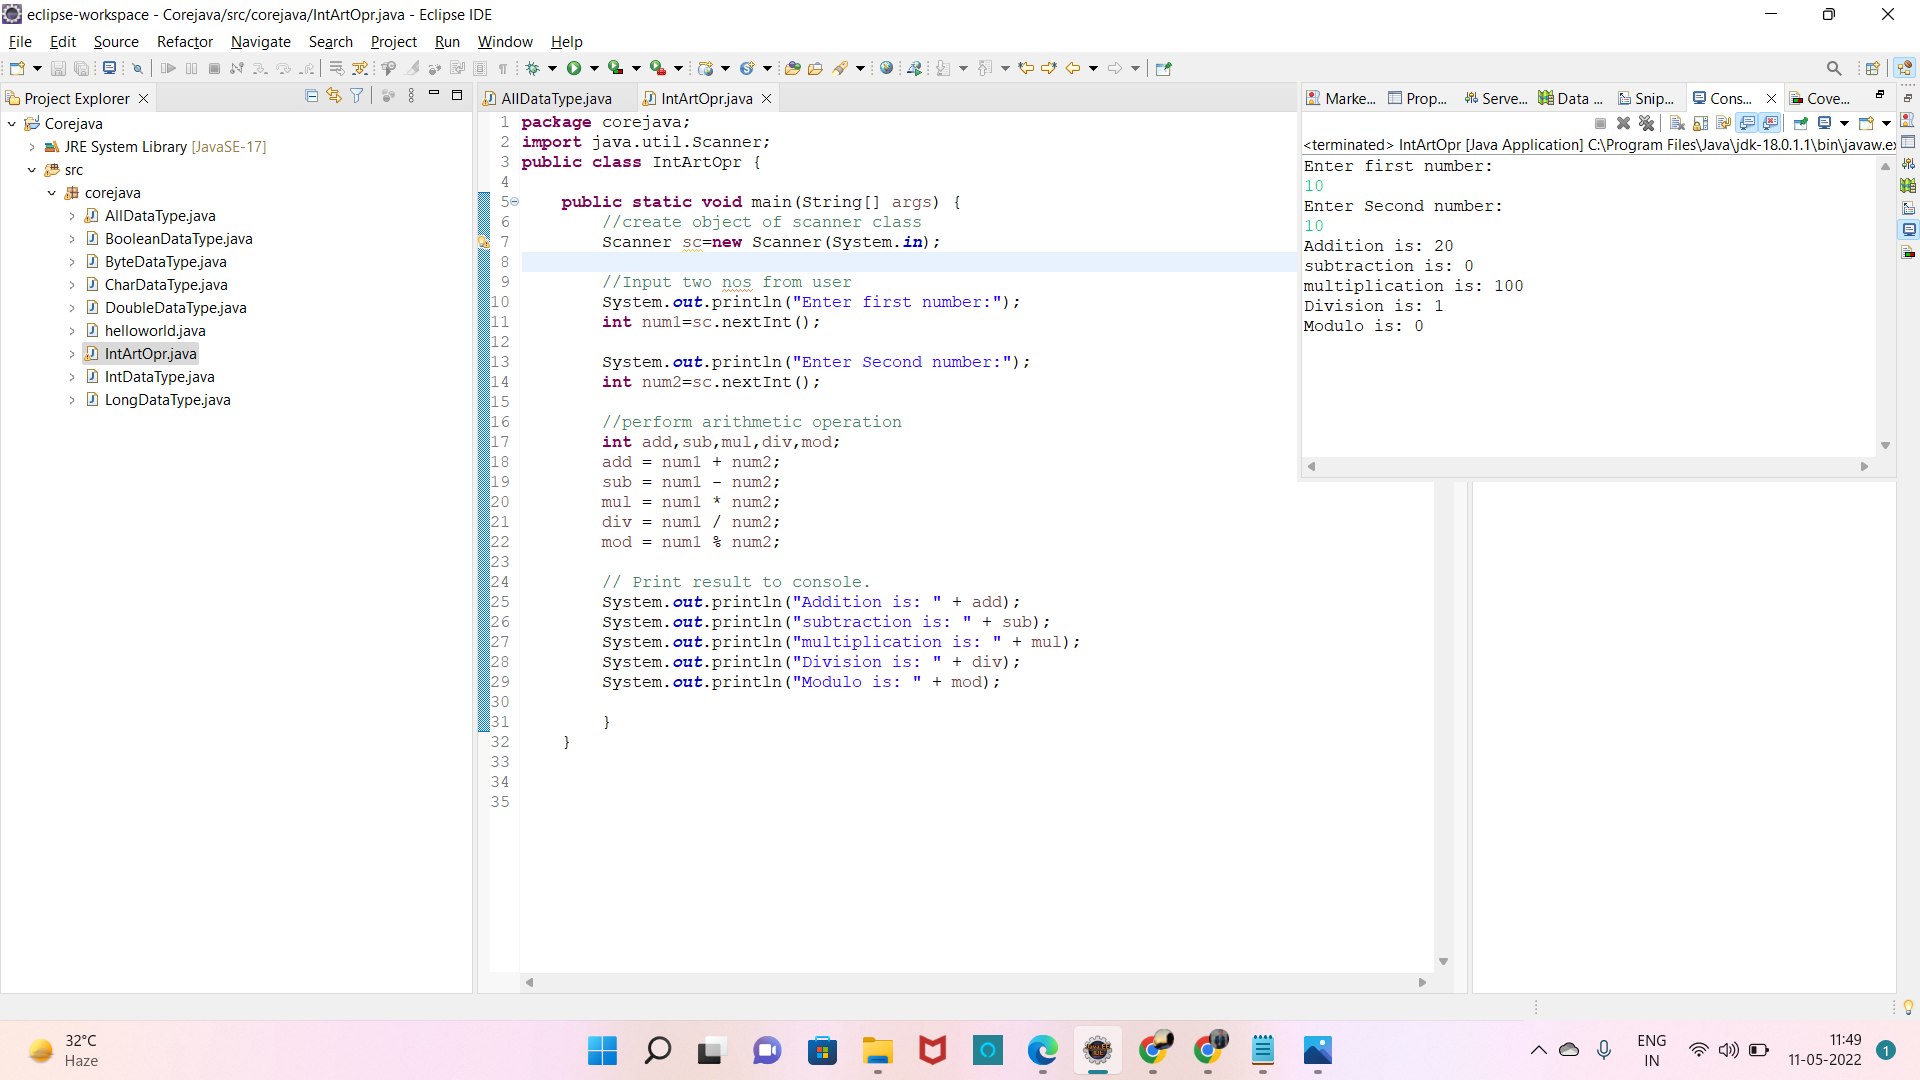 eclipse-workspace - Corejava/src/corejava/IntArtOpr.java - Eclipse IDE
File Edit Source Refactor Navigate Search Project Run Window Help
Project Explorer
Corejava
JRE System Library [JavaSE-17]
src
corejava
AllDataType.java
BooleanDataType.java
ByteDataType.java
CharDataType.java
DoubleDataType.java
helloworld.java
IntArtOpr.java
IntDataType.java
LongDataType.java
AllDataType.java IntArtOpr.java
1 package corejava;
2 import java.util.Scanner;
3 public class IntArtOpr {
4
5 public static void main(String[] args) {
6 //create object of scanner class
7 Scanner sc=new Scanner(System.in);
8
9 //Input two nos from user
10 System.out.println("Enter first number:");
11 int num1=sc.nextInt();
12
13 System.out.println("Enter Second number:");
14 int num2=sc.nextInt();
15
16 //perform arithmetic operation
17 int add,sub,mul,div,mod;
18 add = num1 + num2;
19 sub = num1 - num2;
20 mul = num1 * num2;
21 div = num1 / num2;
22 mod = num1 % num2;
23
24 // Print result to console.
25 System.out.println("Addition is: " + add);
26 System.out.println("subtraction is: " + sub);
27 System.out.println("multiplication is: " + mul);
28 System.out.println("Division is: " + div);
29 System.out.println("Modulo is: " + mod);
30
31 }
32 }
33
34
35
Marke... Prop... Serve... Data ... Snip... Cons... Cove...
<terminated> IntArtOpr [Java Application] C:\Program Files\Java\jdk-18.0.1.1\bin\javaw.ex
Enter first number:
10
Enter Second number:
10
Addition is: 20
subtraction is: 0
multiplication is: 100
Division is: 1
Modulo is: 0
32°C
Haze
ENG
IN
11:49
11-05-2022
1